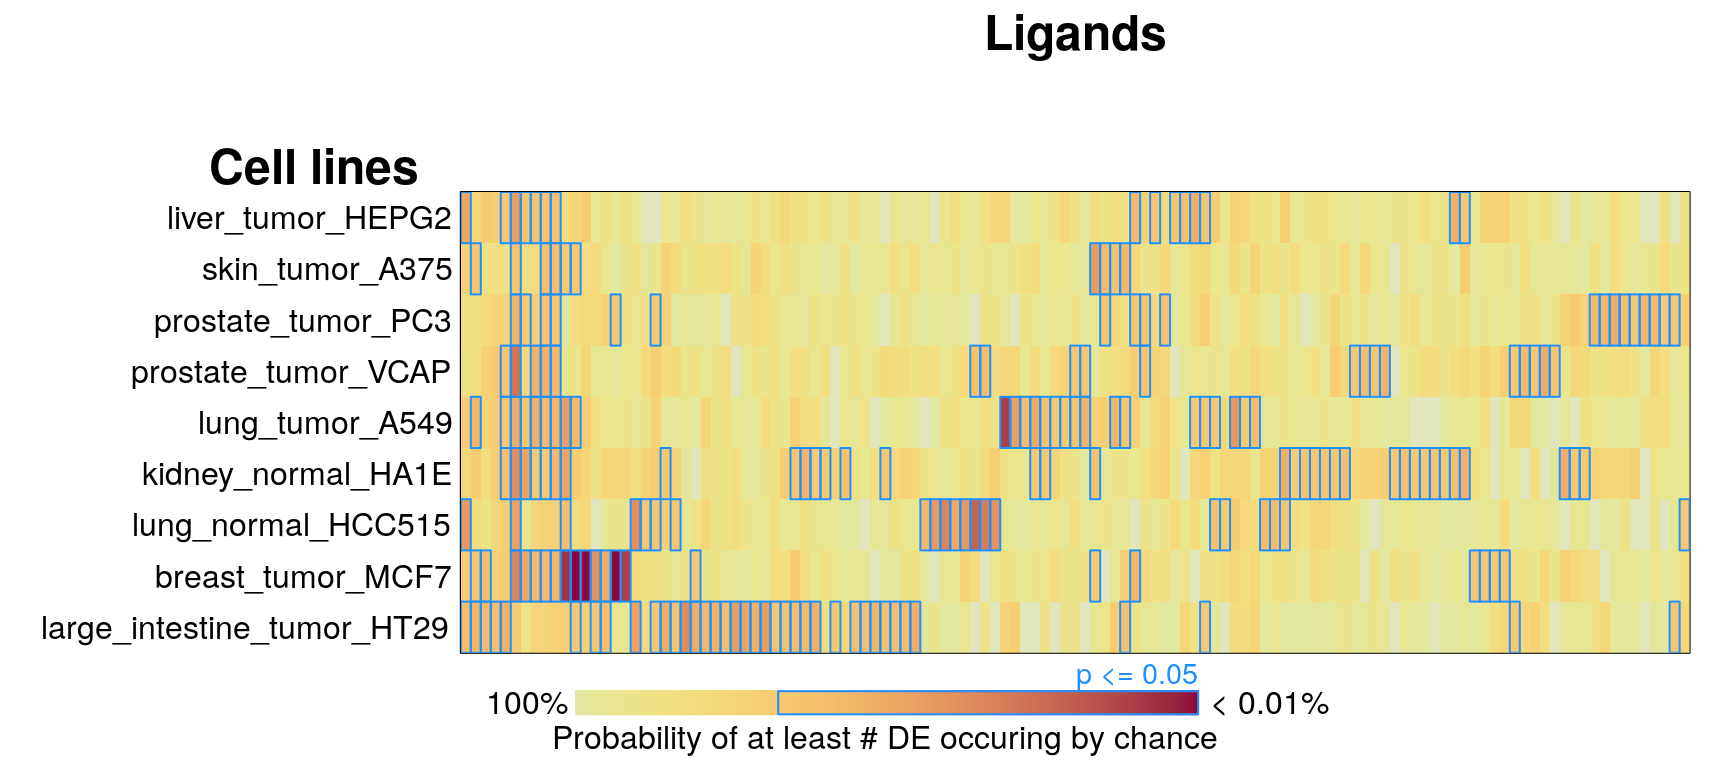 Ligands
Cell lines
liver_tumor_HEPG2
skin_tumor_A375
prostate_tumor_PC3
prostate_tumor_VCAP
lung_tumor_A549
kidney_normal_HA1E
lung_normal_HCC515
breast_tumor_MCF7
large_intestine_tumor_HT29
p <= 0.05
100% < 0.01%
Probability of at least # DE occuring by chance